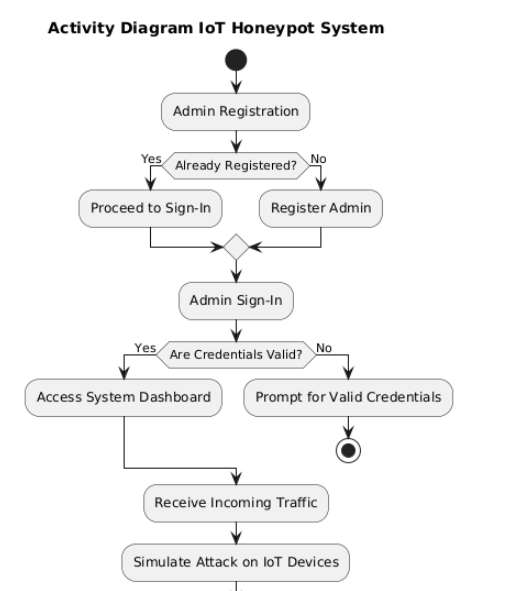 Activity Diagram IoT Honeypot System
Admin Registration
Already Registered?
Yes
No
Proceed to Sign-In
Register Admin
Admin Sign-In
Are Credentials Valid?
Yes
No
Access System Dashboard
Prompt for Valid Credentials
Receive Incoming Traffic
Simulate Attack on IoT Devices